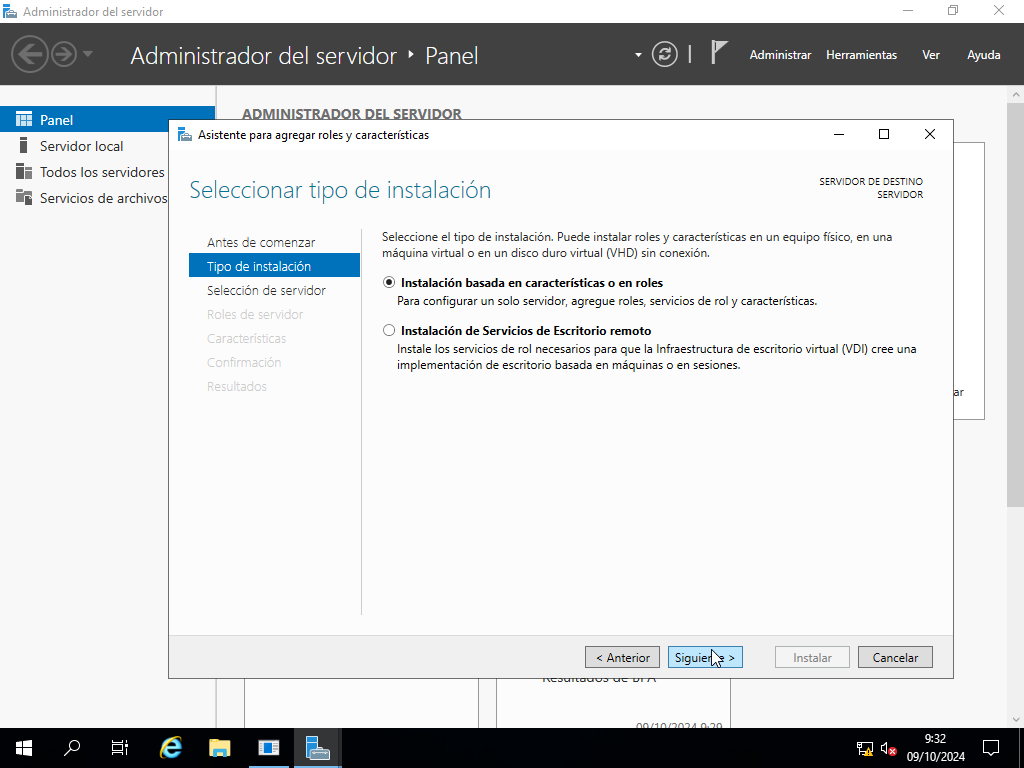 Administrador del servidor
Administrador del servidor
Panel
Administrar
Herramientas
Ver
Ayuda
Panel
Servidor local
Todos los servidores
Servicios de archivos
ADMINISTRADOR DEL SERVIDOR
Asistente para agregar roles y características
Seleccionar tipo de instalación
SERVIDOR DE DESTINO
SERVIDOR
Antes de comenzar
Tipo de instalación
Selección de servidor
Roles de servidor
Características
Confirmación
Resultados
Seleccione el tipo de instalación. Puede instalar roles y características en un equipo físico, en una
máquina virtual o en un disco duro virtual (VHD) sin conexión.
Instalación basada en características o en roles
Para configurar un solo servidor, agregue roles, servicios de rol y características.
Instalación de Servicios de Escritorio remoto
Instale los servicios de rol necesarios para que la Infraestructura de escritorio virtual (VDI) cree una
implementación de escritorio basada en máquinas o en sesiones.
ar
< Anterior
Siguiente >
Instalar
Cancelar
Resultados de BPA
09/10/2024 9:29
9:32
09/10/2024